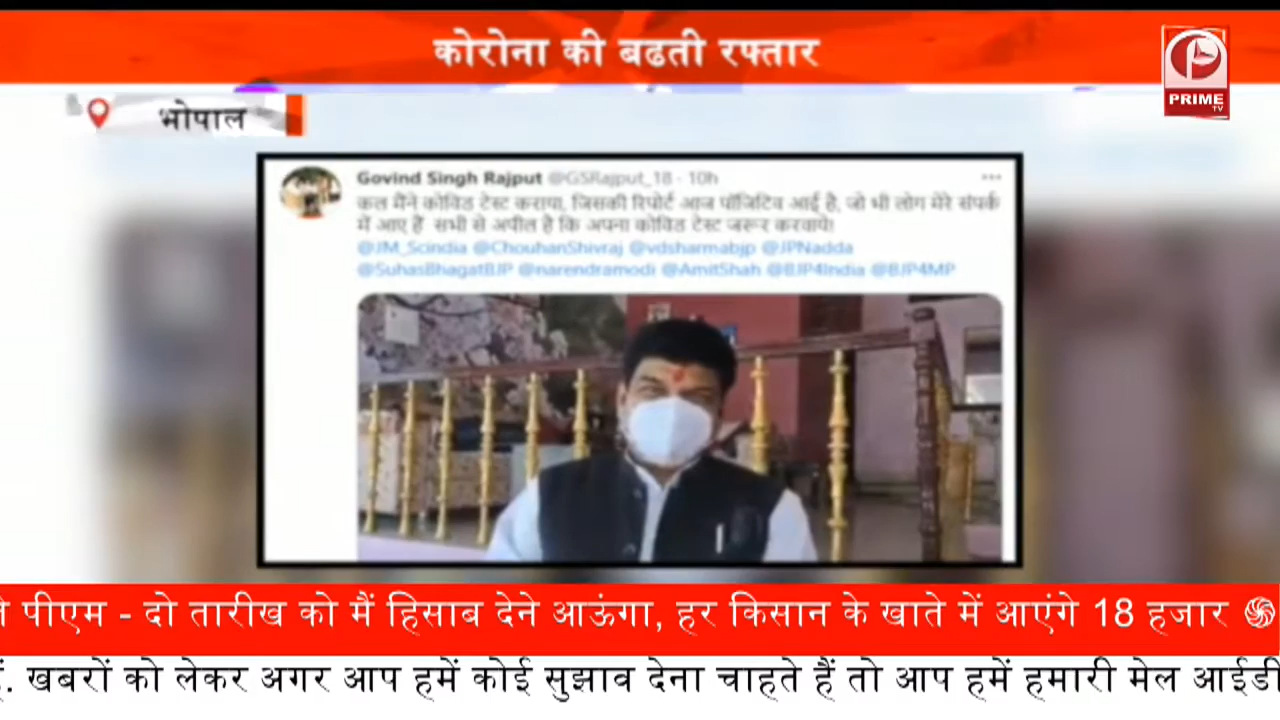 कोरोना की बढती रफ्तार
PRIME
TV
भोपाल
Govind Singh Rajput @GSRajput_18 · 10h
कल मैंने कोविड टेस्ट कराया, जिसकी रिपोर्ट आज पॉजिटिव आई है, जो भी लोग मेरे संपर्क
में आए हैं सभी से अपील है कि अपना कोविड टेस्ट जरूर करवाये!
@JM_Scindia @ChouhanShivraj @vdsharmabjp @JPNadda
@SuhasBhagatBJP @narendramodi @AmitShah @BJP4India @BJP4MP
पीएम - दो तारीख को मैं हिसाब देने आऊंगा, हर किसान के खाते में आएंगे 18 हजार
खबरों को लेकर अगर आप हमें कोई सुझाव देना चाहते हैं तो आप हमें हमारी मेल आईडी